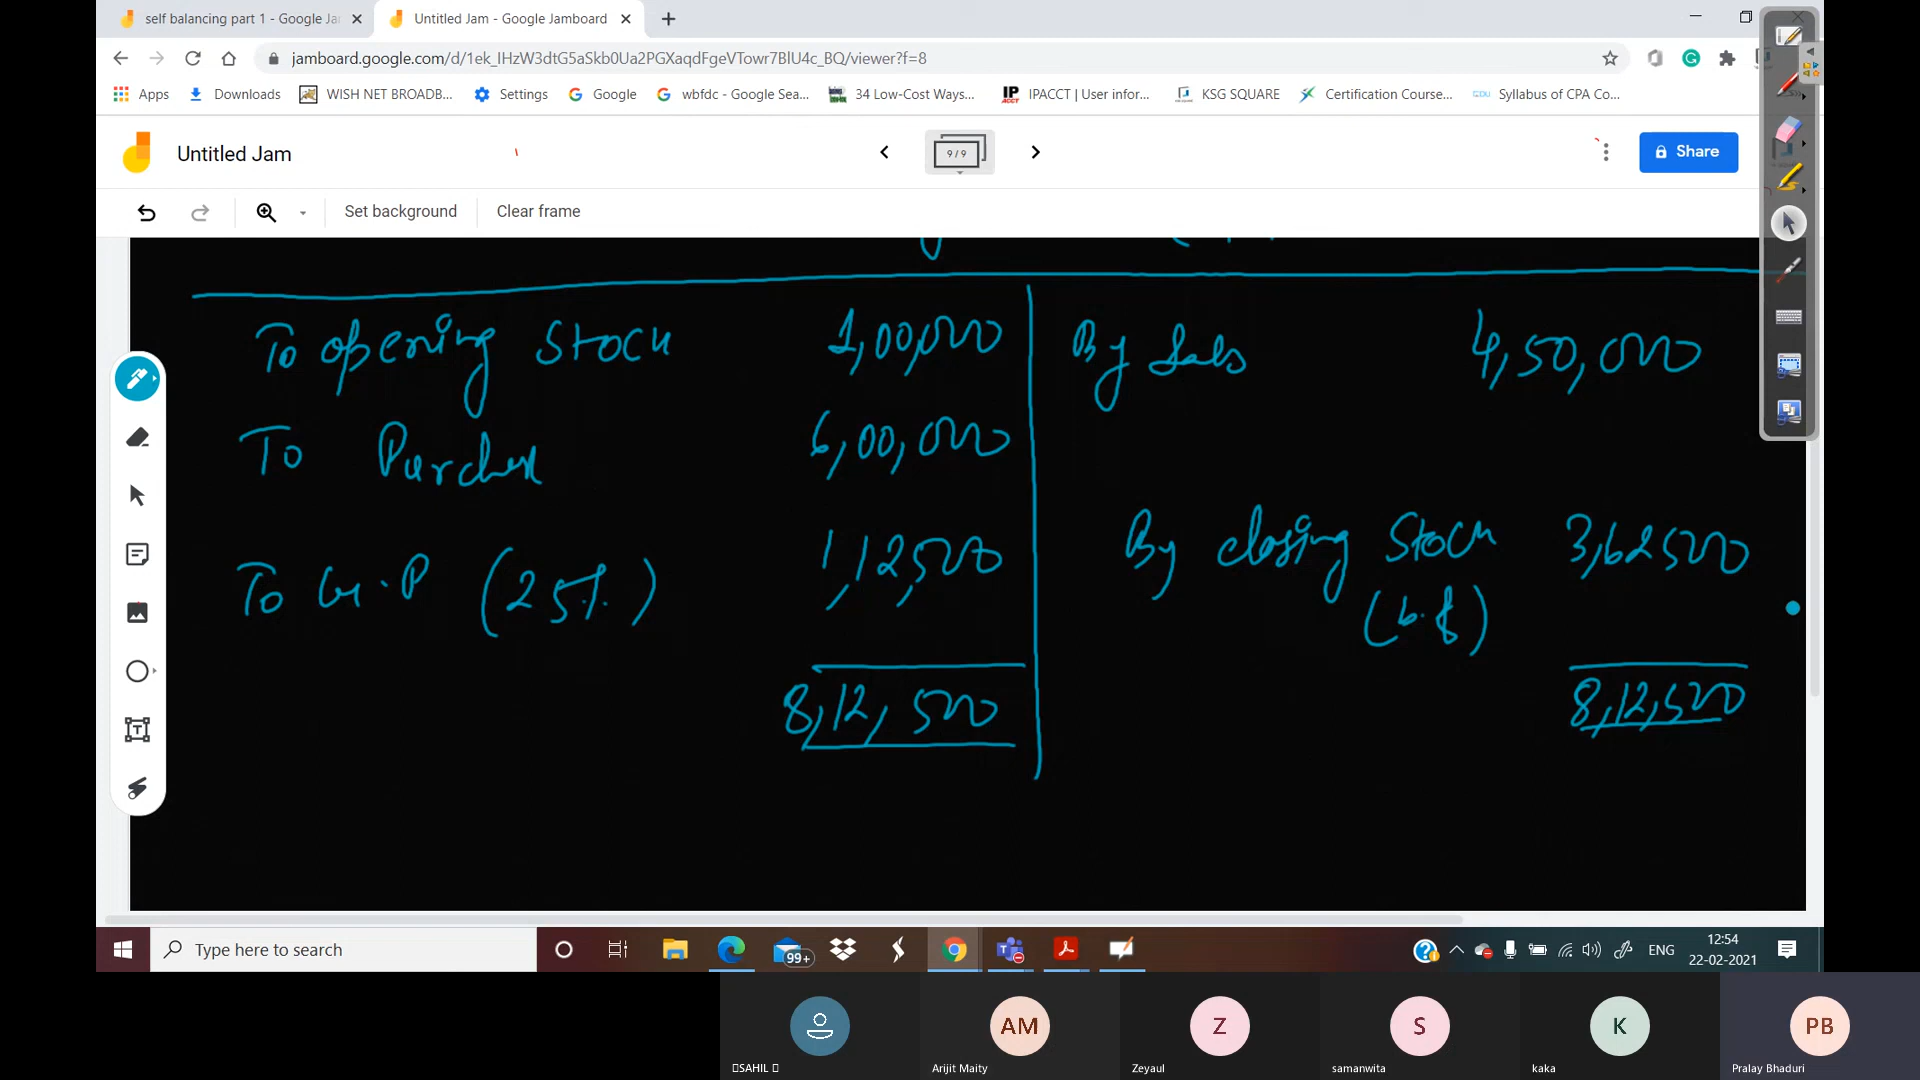 self balancing part 1 - Google Ja
Untitled Jam - Google Jamboard
jamboard.google.com/d/1ek_IHzW3dtG5aSkb0Ua2PGXaqdFgeVTowr7BlU4c_BQ/viewer?f=8
Apps Downloads WISH NET BROADB... Settings Google wbfdc - Google Sea... 34 Low-Cost Ways... IPACCT | User infor... KSG SQUARE Certification Course... Syllabus of CPA Co...
Untitled Jam
9 / 9
Share
Set background Clear frame
To opening Stock 1,00,000 By Sales 4,50,000
To Purchase 6,00,000
To G.P (25%) 1,12,500 By closing Stock 3,62500
(b.f)
8,12,500 8,12,500
Type here to search
99+
ENG
12:54
22-02-2021
AM Z S K PB
SAHIL Arijit Maity Zeyaul samanwita kaka Pralay Bhaduri